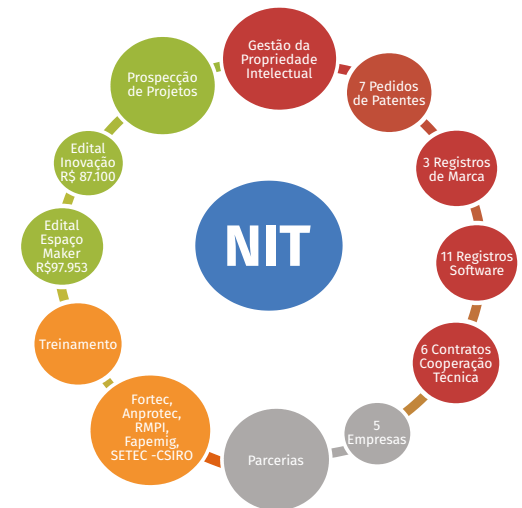 Gestão da
Propriedade
Intelectual
7 Pedidos
de Patentes
3 Registros
de Marca
11 Registros
Software
6 Contratos
Cooperação
Técnica
5
Empresas
Parcerias
Fortec,
Anprotec,
RMPI,
Fapemig,
SETEC -CSIRO
Treinamento
Edital
Espaço
Maker
R$97.953
Edital
Inovação
R$ 87.100
Prospecção
de Projetos
NIT